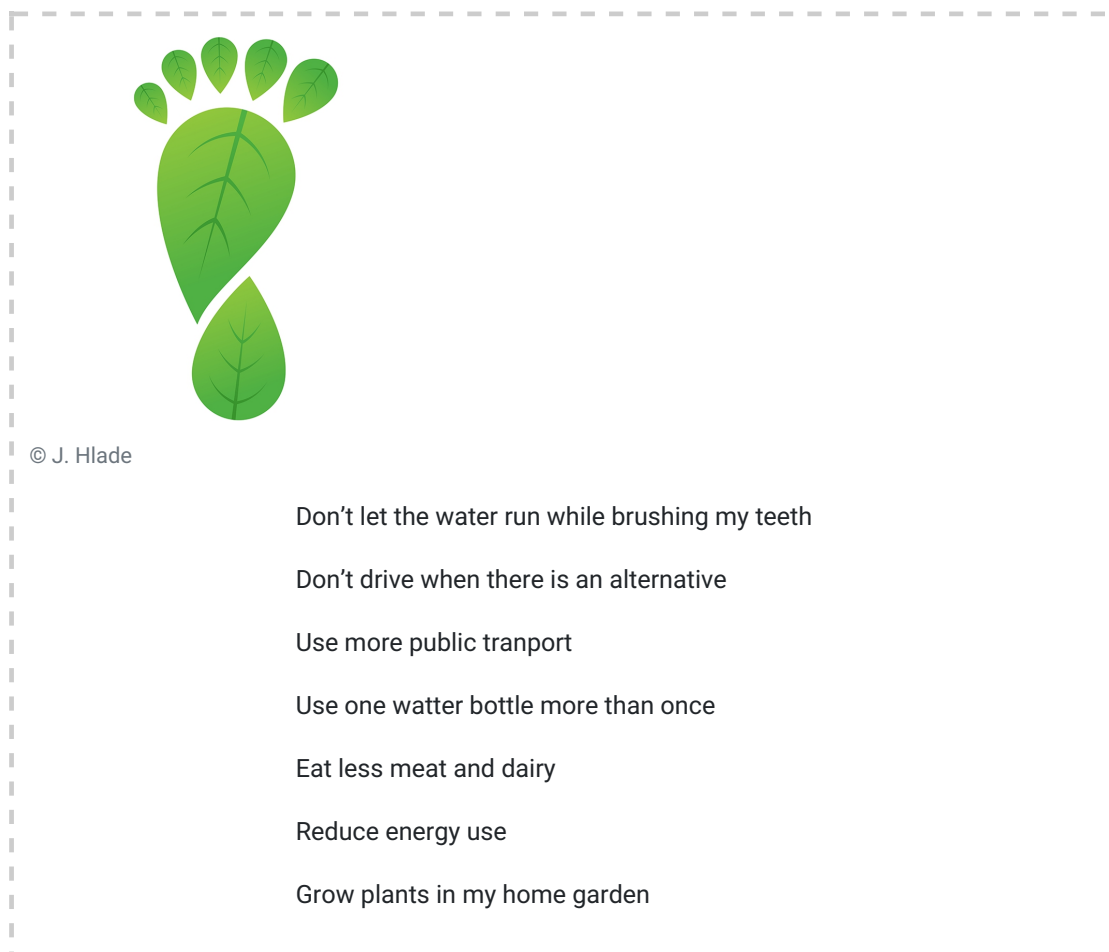 © J. Hlade
Don’t let the water run while brushing my teeth
Don’t drive when there is an alternative
Use more public tranport
Use one watter bottle more than once
Eat less meat and dairy
Reduce energy use
Grow plants in my home garden